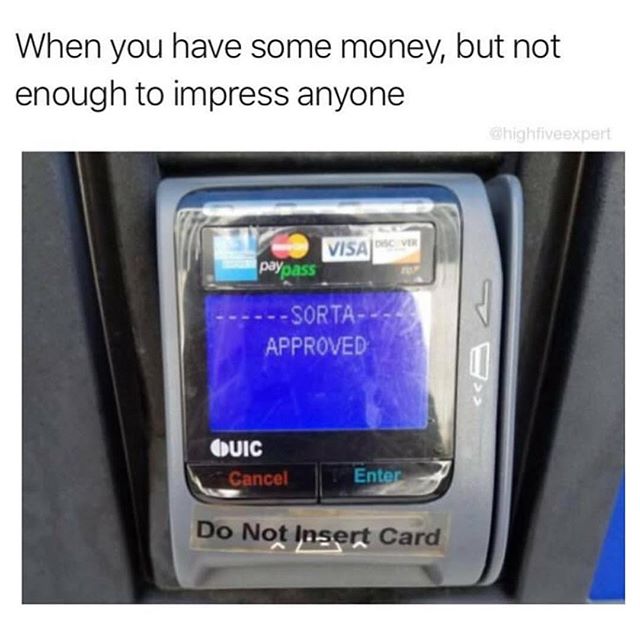 When you have some money, but not
enough to impress anyone
@highfiveexpert
VISA
DISCOVER
paypass
------SORTA----
APPROVED
UIC
Cancel
Enter
Do Not Insert Card